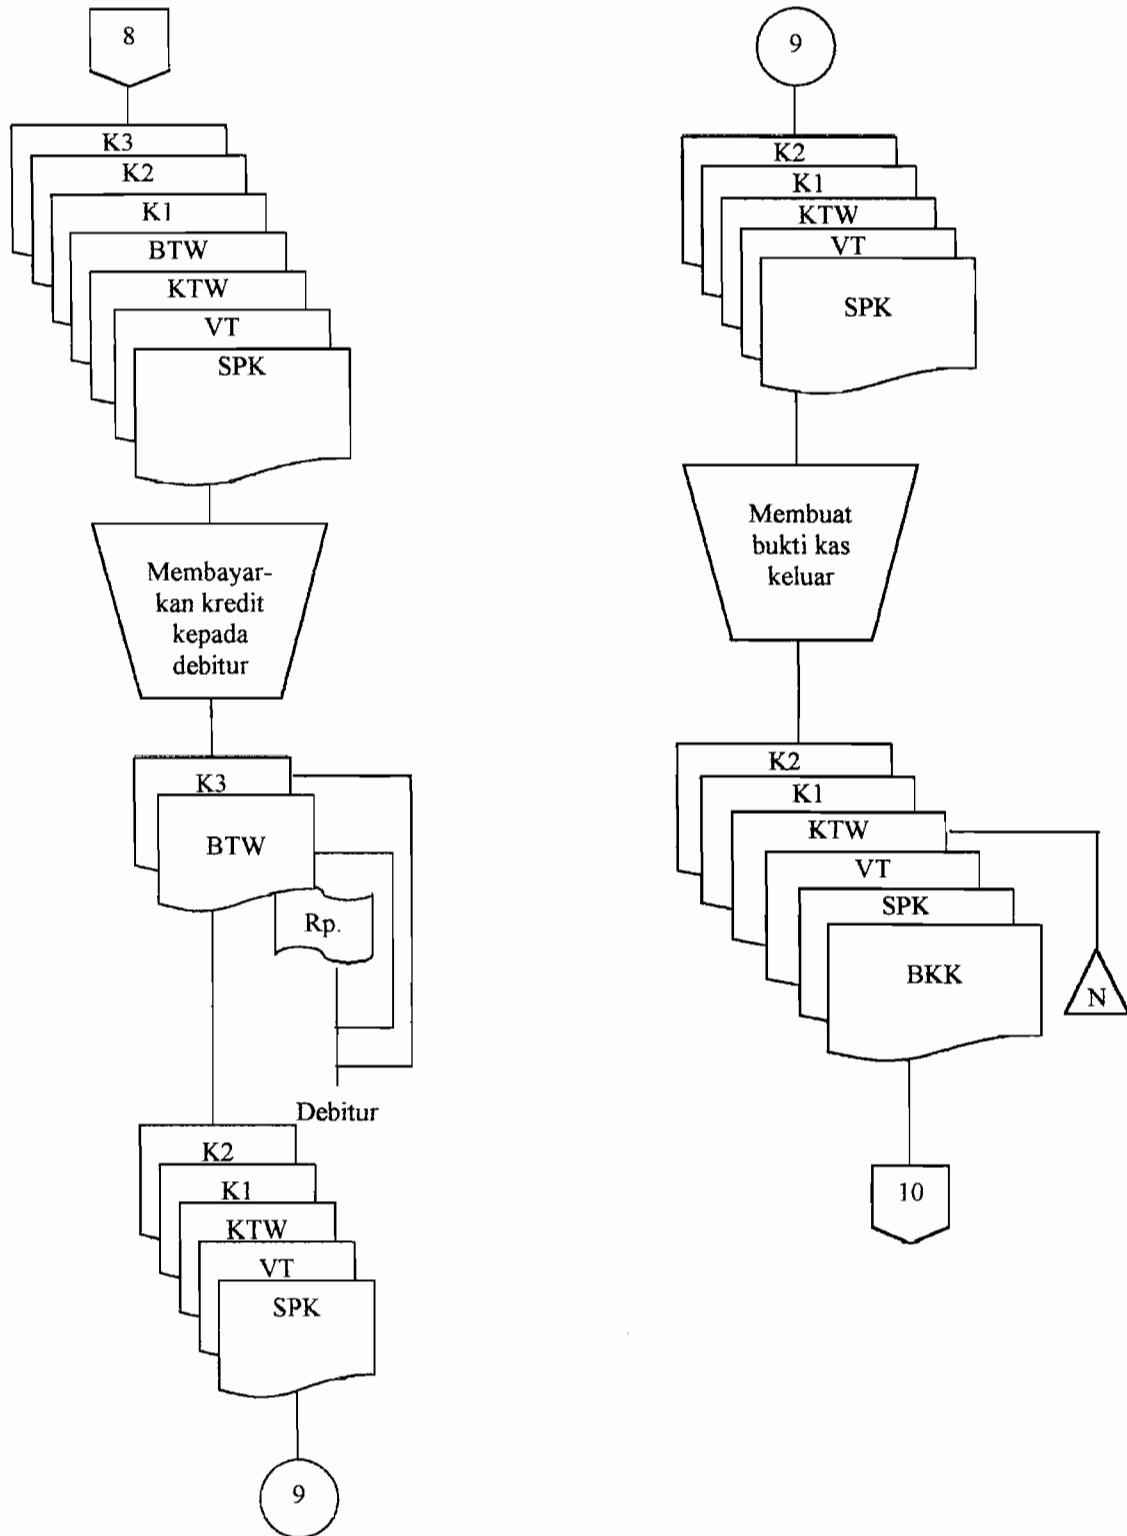 8
K3
K2
K1
BTW
KTW
VT
SPK
Membayar-
kan kredit
kepada
debitur
K3
BTW
Rp.
Debitur
K2
K1
KTW
VT
SPK
9
9
K2
K1
KTW
VT
SPK
Membuat
bukti kas
keluar
K2
K1
KTW
VT
SPK
BKK
N
10